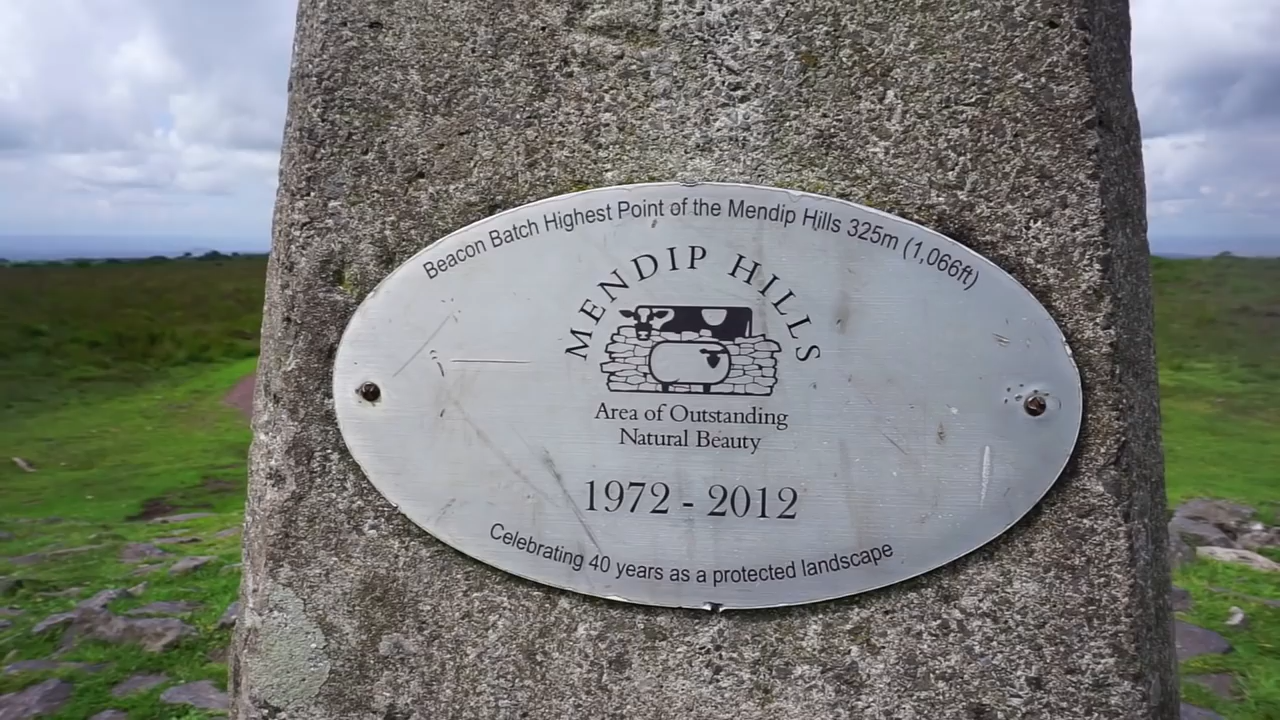 Beacon Batch Highest Point of the Mendip Hills 325m (1,066ft)
MENDIP HILLS
Area of Outstanding
Natural Beauty
1972 - 2012
Celebrating 40 years as a protected landscape